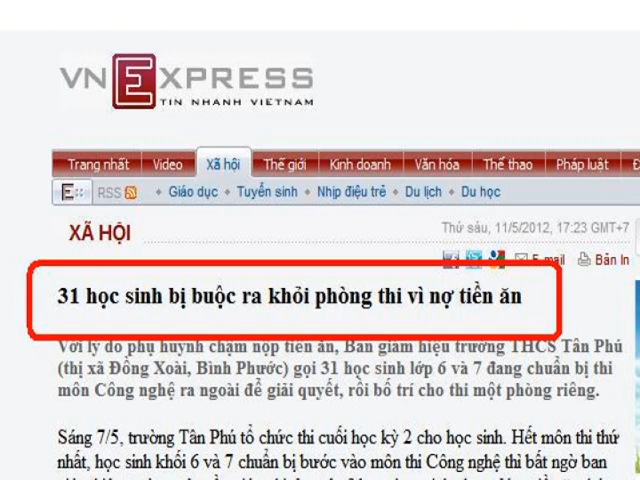 VNEXPRESS
TIN NHANH VIETNAM
Trang nhất Video Xã hội Thế giới Kinh doanh Văn hóa Thể thao Pháp luật
E RSS Giáo dục Tuyển sinh Nhịp điệu trẻ Du lịch Du học
XÃ HỘI
Thứ sáu, 11/5/2012, 17:23 GMT+7
E-mail Bản In
31 học sinh bị buộc ra khỏi phòng thi vì nợ tiền ăn
Với lý do phụ huynh chậm nộp tiền ăn, Ban giám hiệu trường THCS Tân Phú
(thị xã Đồng Xoài, Bình Phước) gọi 31 học sinh lớp 6 và 7 đang chuẩn bị thi
môn Công nghệ ra ngoài để giải quyết, rồi bố trí cho thi một phòng riêng.
Sáng 7/5, trường Tân Phú tổ chức thi cuối học kỳ 2 cho học sinh. Hết môn thi thứ
nhất, học sinh khối 6 và 7 chuẩn bị bước vào môn thi Công nghệ thì bất ngờ ban